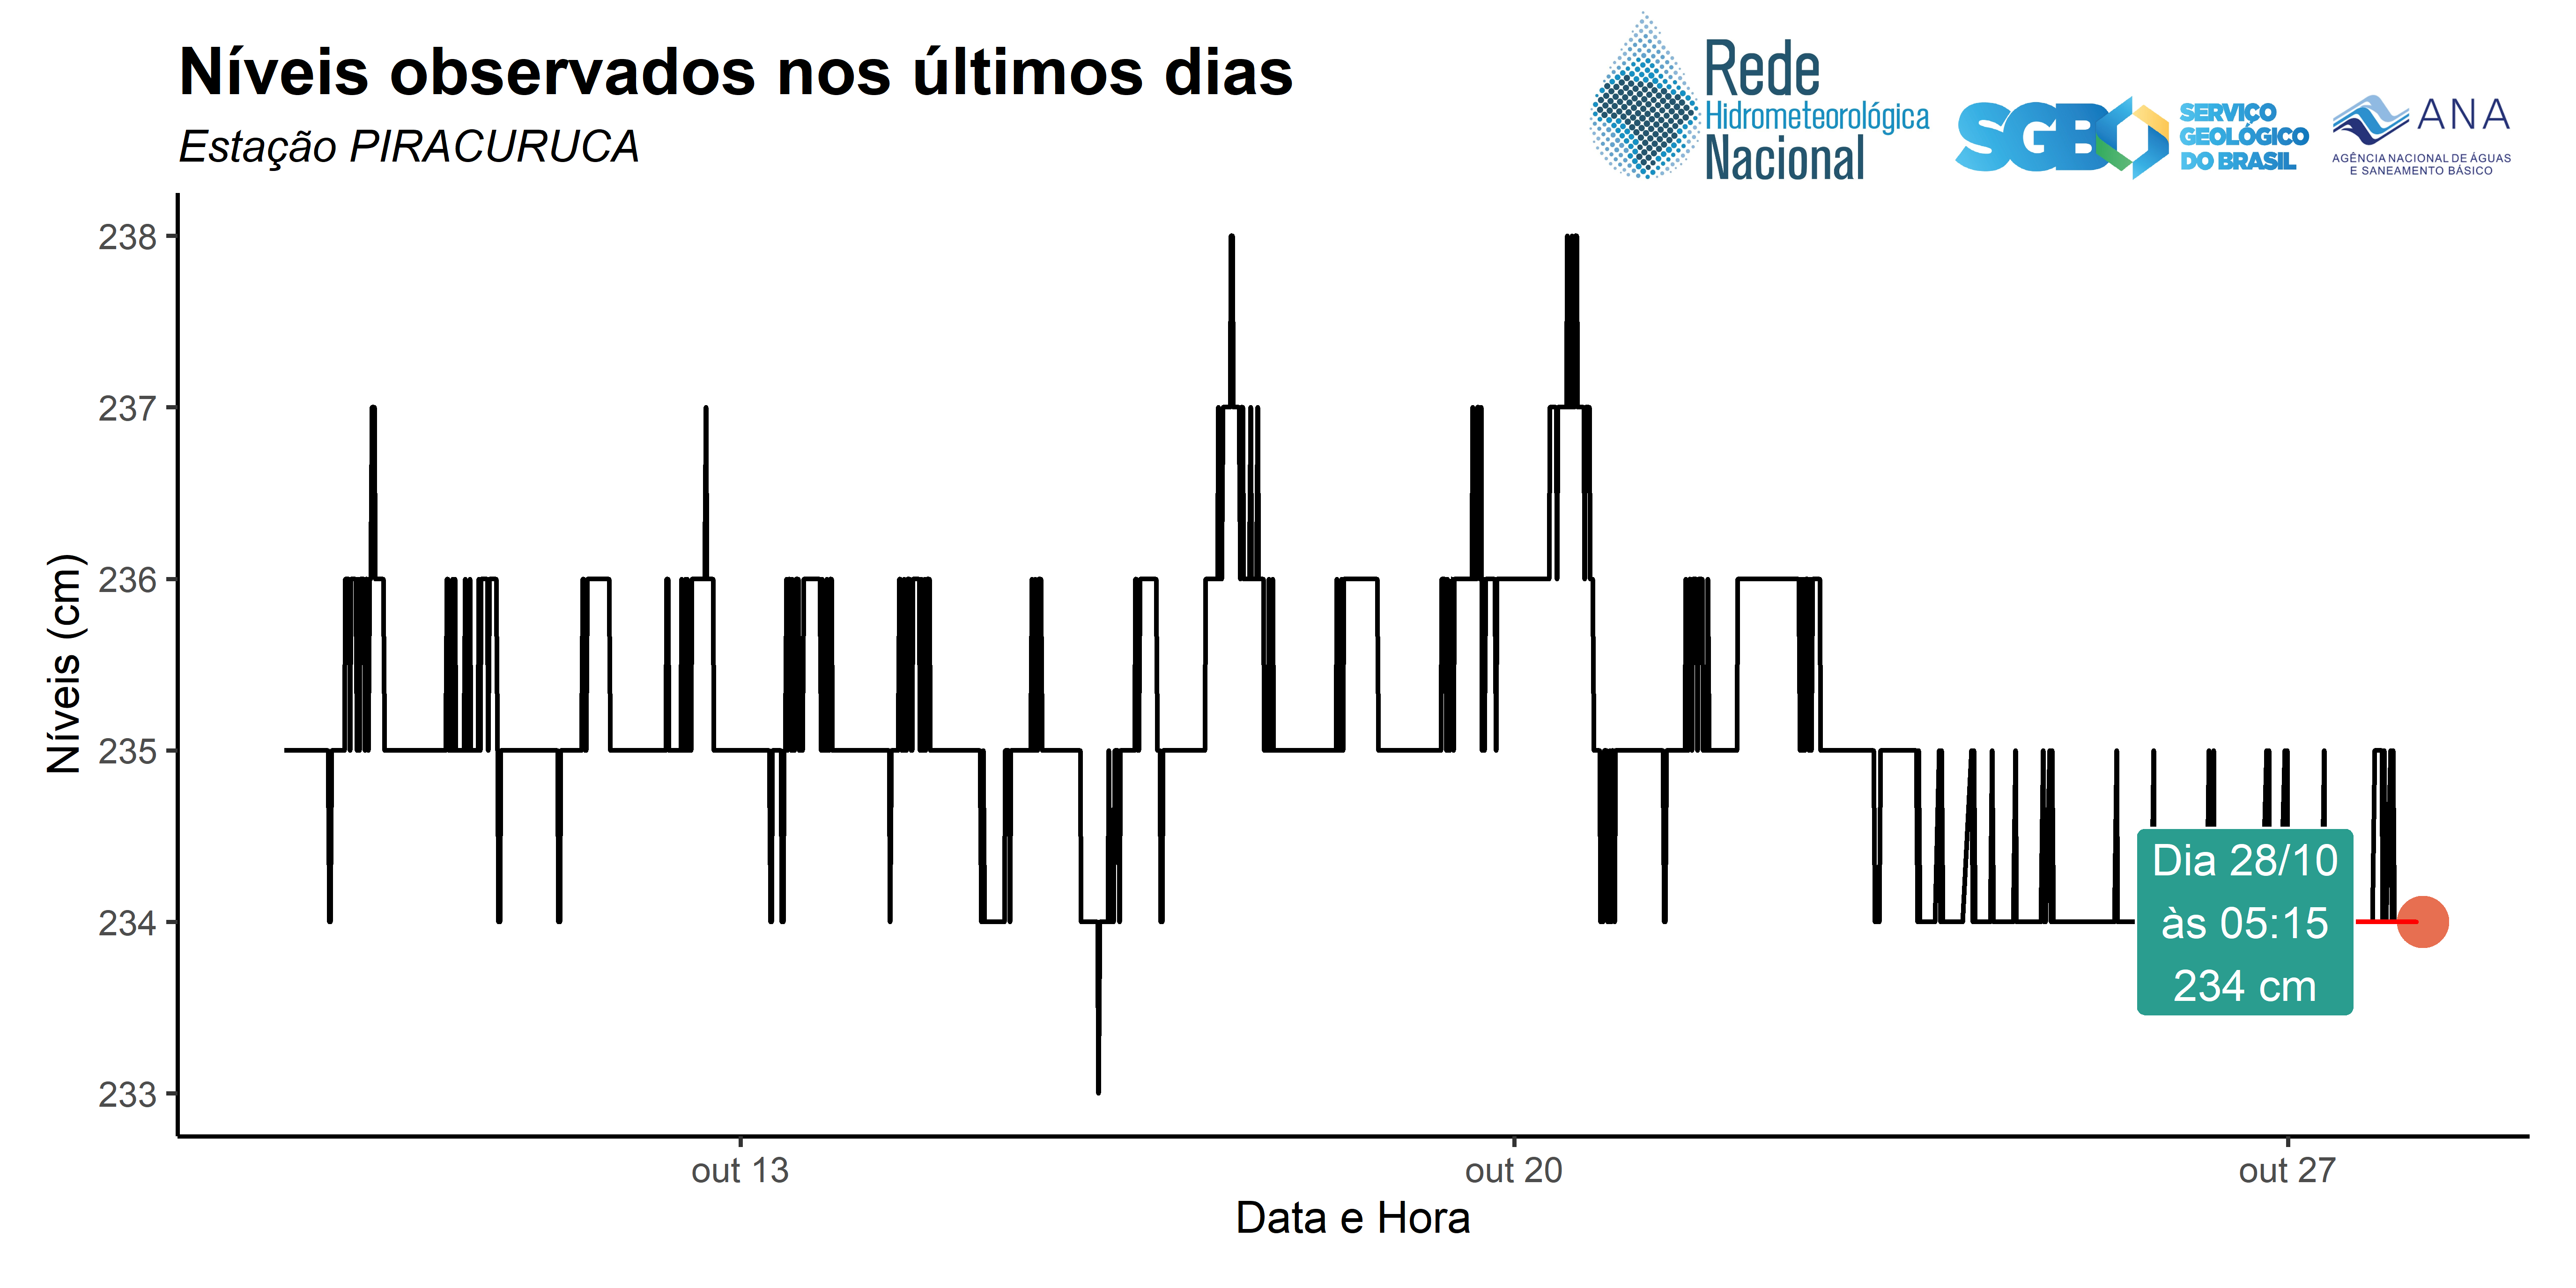 Níveis observados nos últimos dias
Estação PIRACURUCA
Rede
Hidrometeorológica
Nacional
SGB
SERVIÇO
GEOLÓGICO
DO BRASIL
ANA
AGÊNCIA NACIONAL DE ÁGUAS
E SANEAMENTO BÁSICO
Níveis (cm)
238
237
236
235
234
233
Dia 28/10
às 05:15
234 cm
out 13
out 20
out 27
Data e Hora